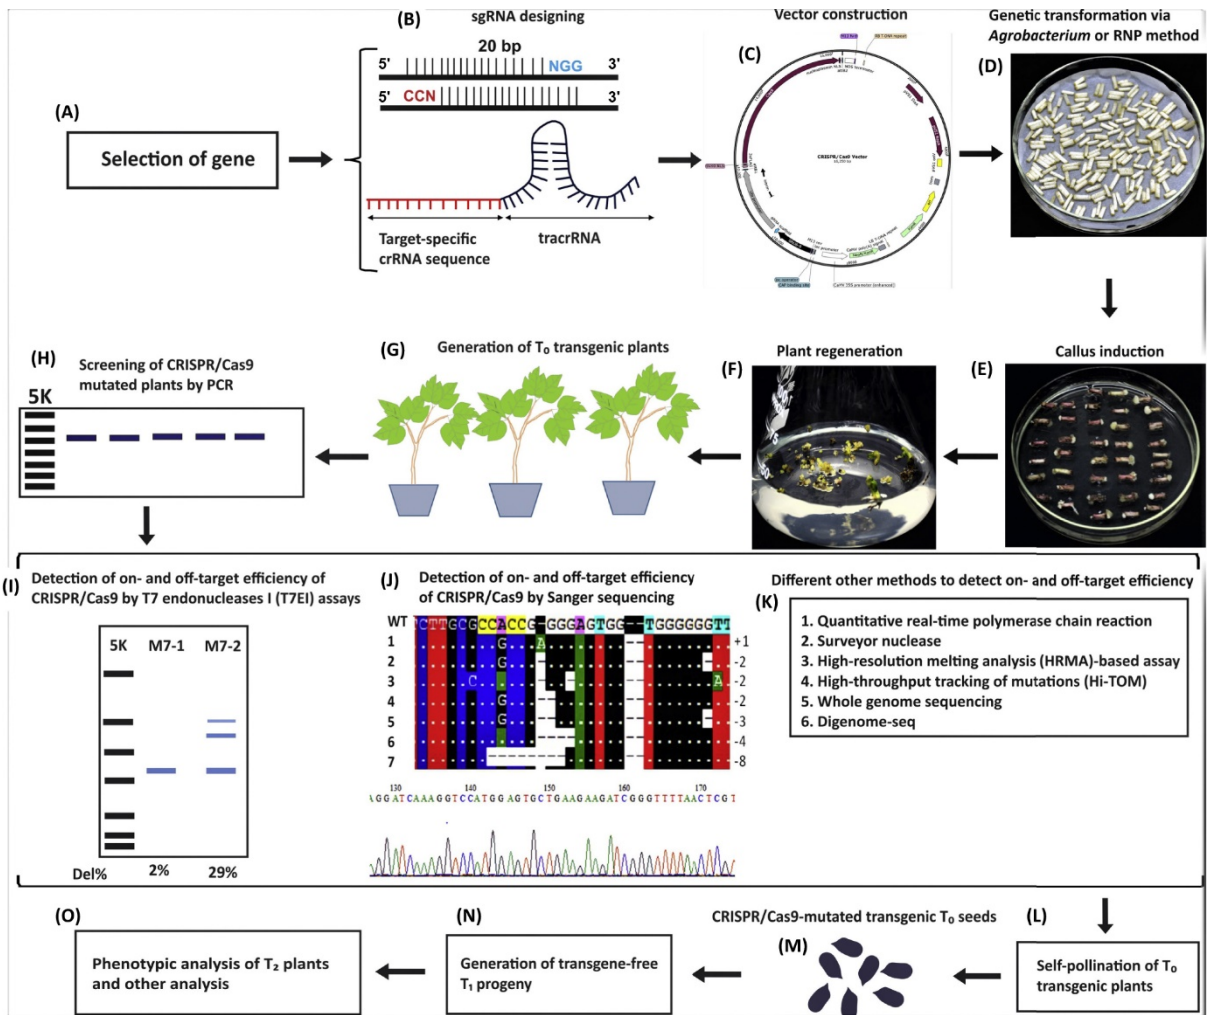 (A)
Selection of gene
(B)
sgRNA designing
20 bp
5'
NGG
3'
5'
CCN
3'
Target-specific
crRNA sequence
tracrRNA
Vector construction
(C)
CRISPR/Cas9 Vector
CaMV 35S promoter (enhanced)
Genetic transformation via
Agrobacterium or RNP method
(D)
Callus induction
(E)
Plant regeneration
(F)
(G)
Generation of T₀ transgenic plants
(H)
Screening of CRISPR/Cas9
mutated plants by PCR
5K
(I)
Detection of on- and off-target efficiency of
CRISPR/Cas9 by T7 endonucleases I (T7EI) assays
5K M7-1 M7-2
Del% 2% 29%
(J)
Detection of on- and off-target efficiency
of CRISPR/Cas9 by Sanger sequencing
WT CTTGCGCCACCG-GGGAGTGG--TGGGGGGTT
1 G A +1
2 G -2
3 C A -2
4 G -2
5 G -3
6 -4
7 -8
130 140 150 160 170
AGGATCAAAGGTCCATGGAGTGCTGAAGAAGATCGGGTTTTAACTCGT
Different other methods to detect on- and off-target efficiency
(K)
1. Quantitative real-time polymerase chain reaction
2. Surveyor nuclease
3. High-resolution melting analysis (HRMA)-based assay
4. High-throughput tracking of mutations (Hi-TOM)
5. Whole genome sequencing
6. Digenome-seq
(L)
Self-pollination of T₀
transgenic plants
CRISPR/Cas9-mutated transgenic T₀ seeds
(M)
(N)
Generation of transgene-free
T₁ progeny
(O)
Phenotypic analysis of T₂ plants
and other analysis